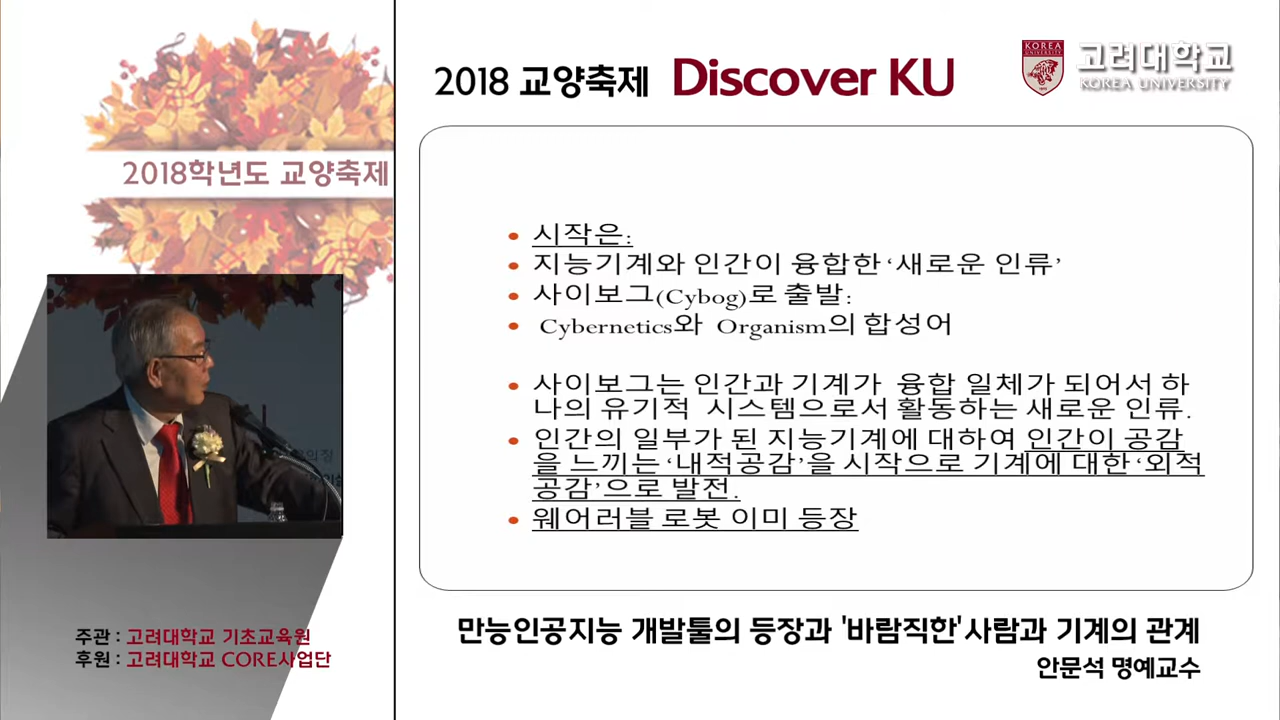 2018학년도 교양축제
주관 : 고려대학교 기초교육원
후원 : 고려대학교 CORE사업단
2018 교양축제 Discover KU
KOREA
UNIVERSITY
고려대학교
KOREA UNIVERSITY
• 시작은:
• 지능기계와 인간이 융합한 ‘새로운 인류’
• 사이보그(Cybog)로 출발:
• Cybernetics와 Organism의 합성어
• 사이보그는 인간과 기계가 융합 일체가 되어서 하
나의 유기적 시스템으로서 활동하는 새로운 인류.
• 인간의 일부가 된 지능기계에 대하여 인간이 공감
을 느끼는 ‘내적공감’을 시작으로 기계에 대한 ‘외적
공감’으로 발전.
• 웨어러블 로봇 이미 등장
만능인공지능 개발툴의 등장과 '바람직한' 사람과 기계의 관계
안문석 명예교수